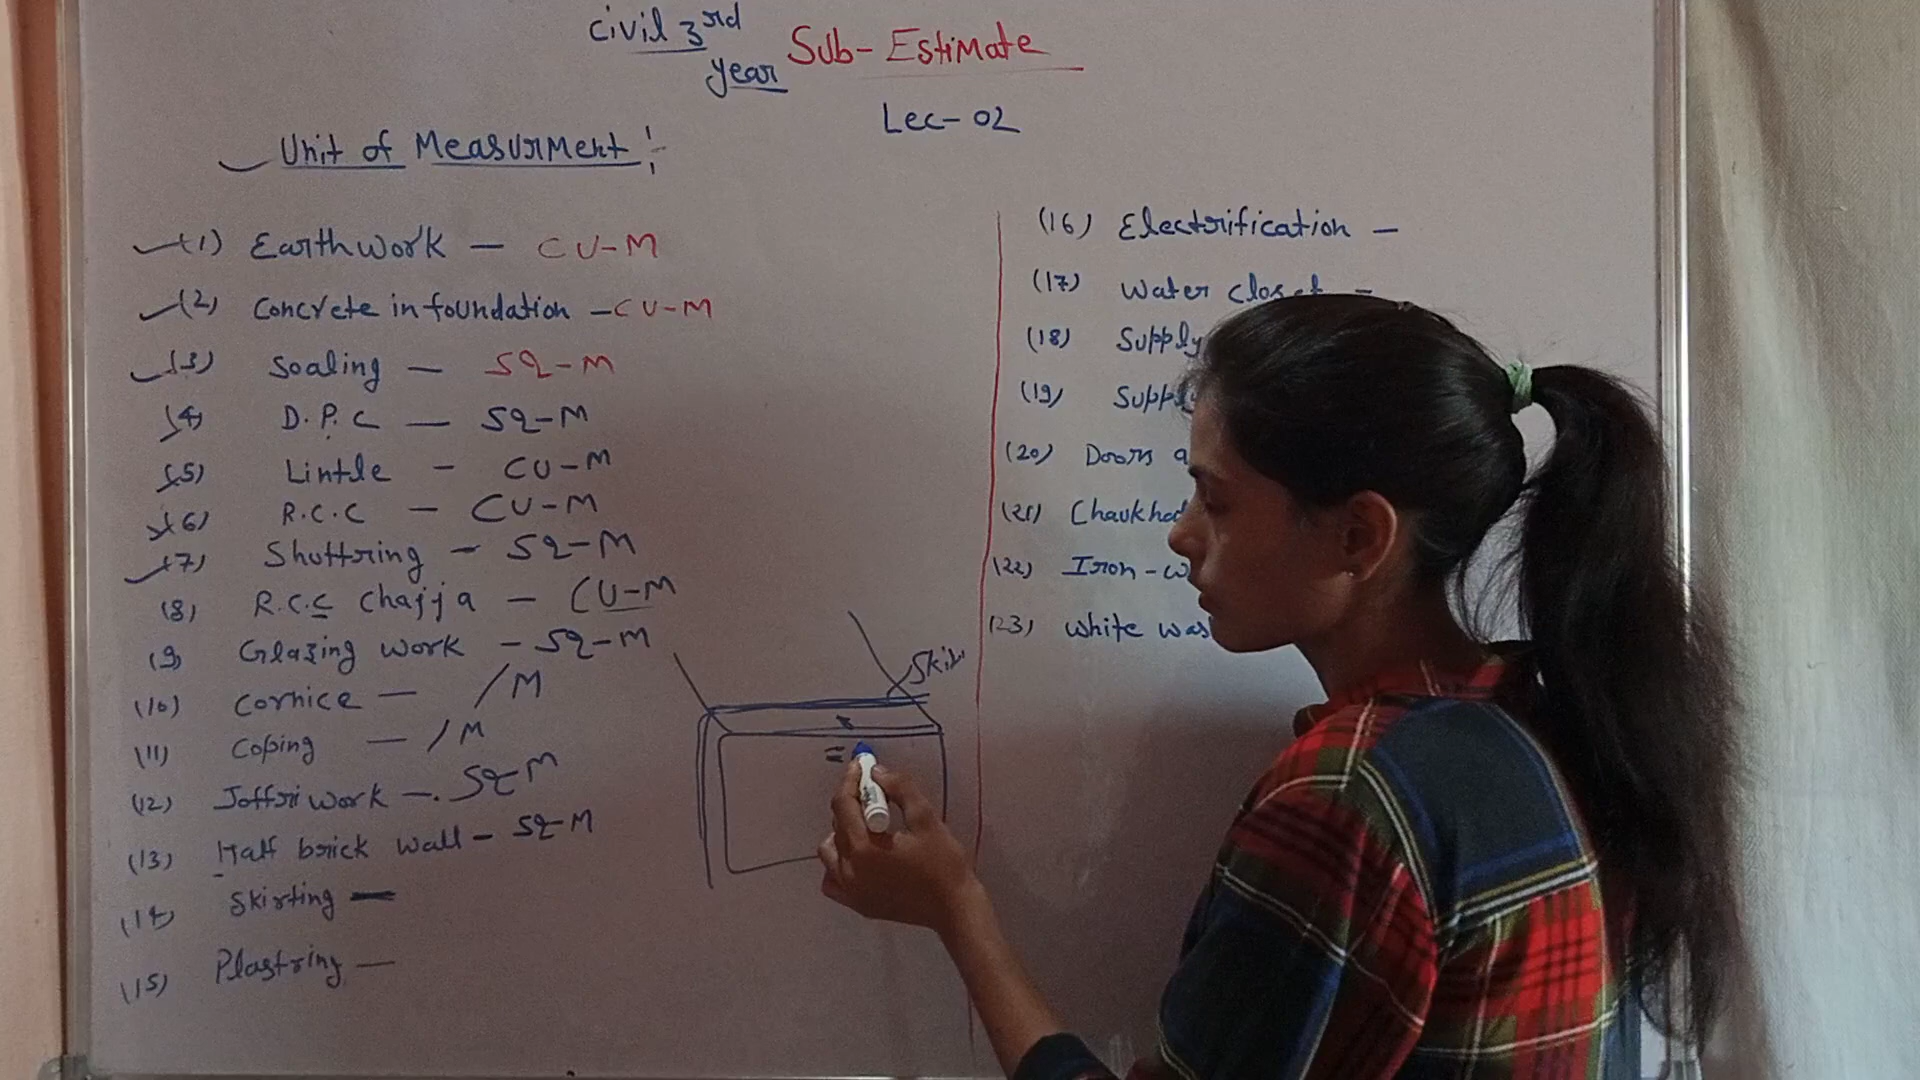 Civil 3rd year
Sub- Estimate
Lec- 02
Unit of Measurment :
(1) Earthwork — CU-M
(2) Concrete in foundation — CU-M
(3) Soaling — SQ-M
(4) D.P.C — SQ-M
(5) Lintle — CU-M
(6) R.C.C — CU-M
(7) Shuttring — SQ-M
(8) R.C.C Chajja — CU-M
(9) Glazing work — SQ-M
(10) Cornice — /M
(11) Coping — /M
(12) Joffri work — SQ M
(13) Half brick wall — SQ-M
(14) Skirting —
(15) Plastring —
(16) Electrification —
(17) Water closet —
(18) Supply
(19)
(20) Doors
(21)
(22) Iron-
(23) White